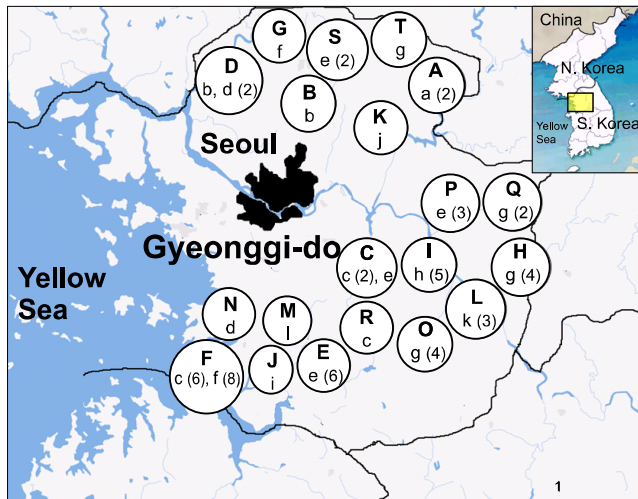 China
N. Korea
Yellow
Sea
S. Korea
G
f
S
e (2)
T
g
D
b, d (2)
B
b
A
a (2)
K
j
Seoul
P
e (3)
Q
g (2)
Gyeonggi-do
C
c (2), e
I
h (5)
H
g (4)
Yellow
Sea
L
k (3)
N
d
M
l
R
c
O
g (4)
F
c (6), f (8)
J
i
E
e (6)
1